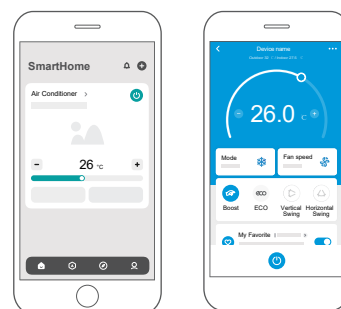 SmartHome
Air Conditioner >
- 26 °C +
Device name
- 26.0 °C +
Mode
Fan speed
eco
Boost
ECO
Vertical Swing
Horizontal Swing
My Favorite